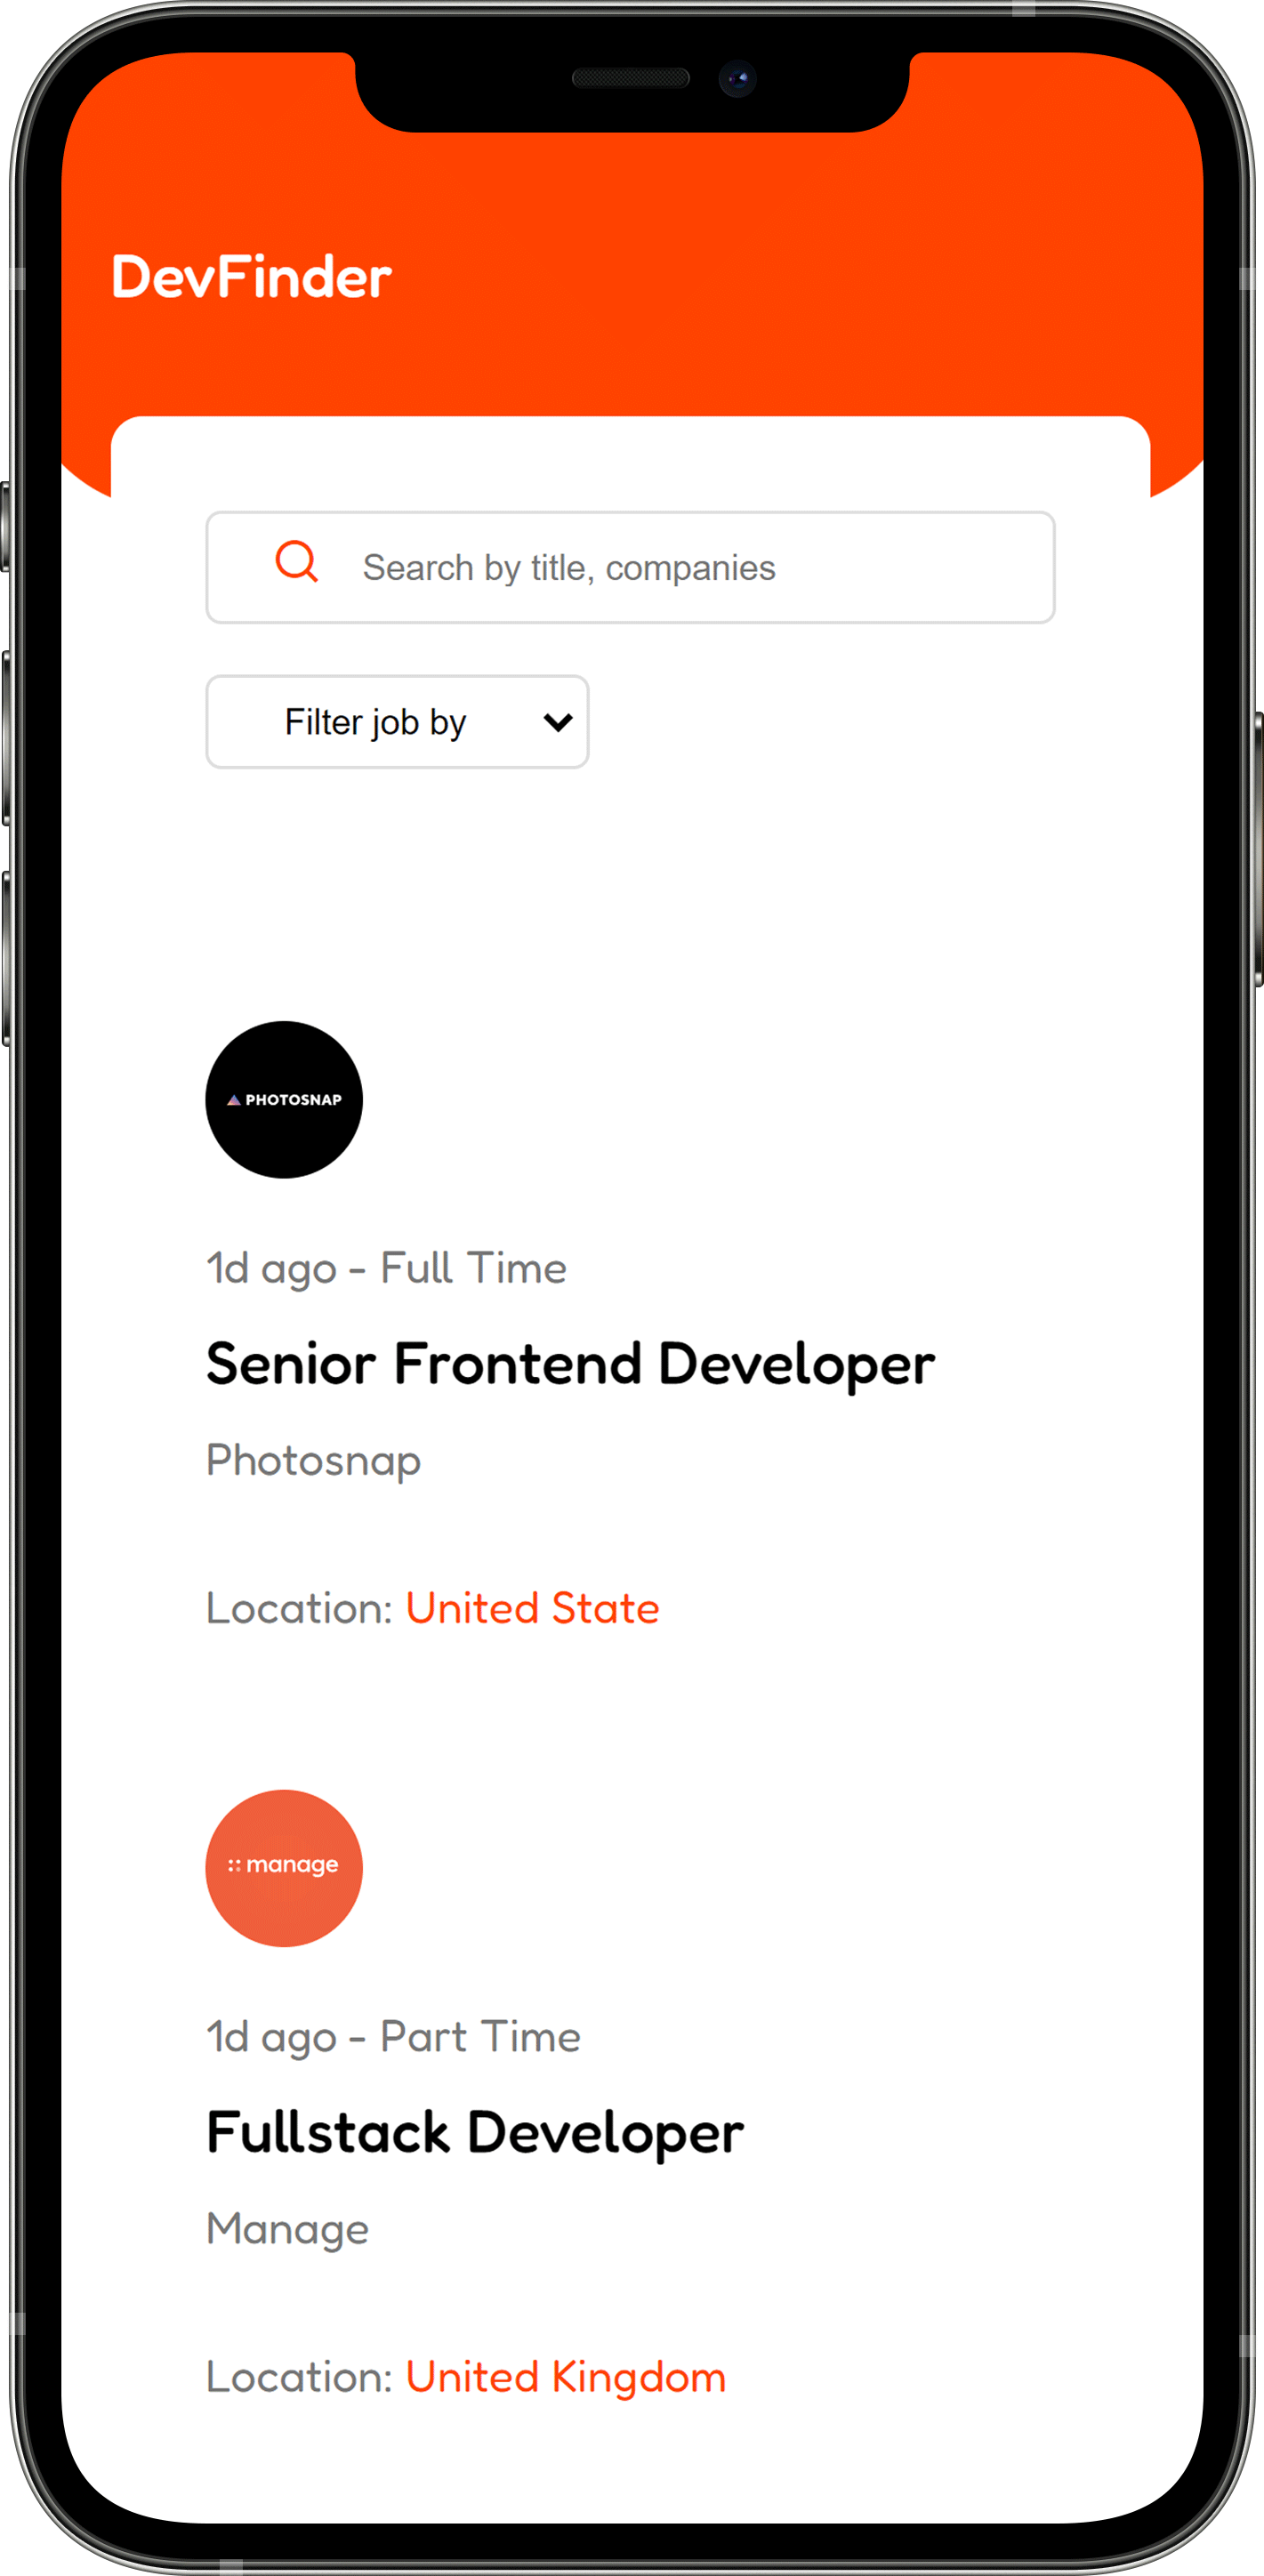 DevFinder
Search by title, companies
Filter job by
PHOTOSNAP
1d ago - Full Time
Senior Frontend Developer
Photosnap
Location: United State
manage
1d ago - Part Time
Fullstack Developer
Manage
Location: United Kingdom